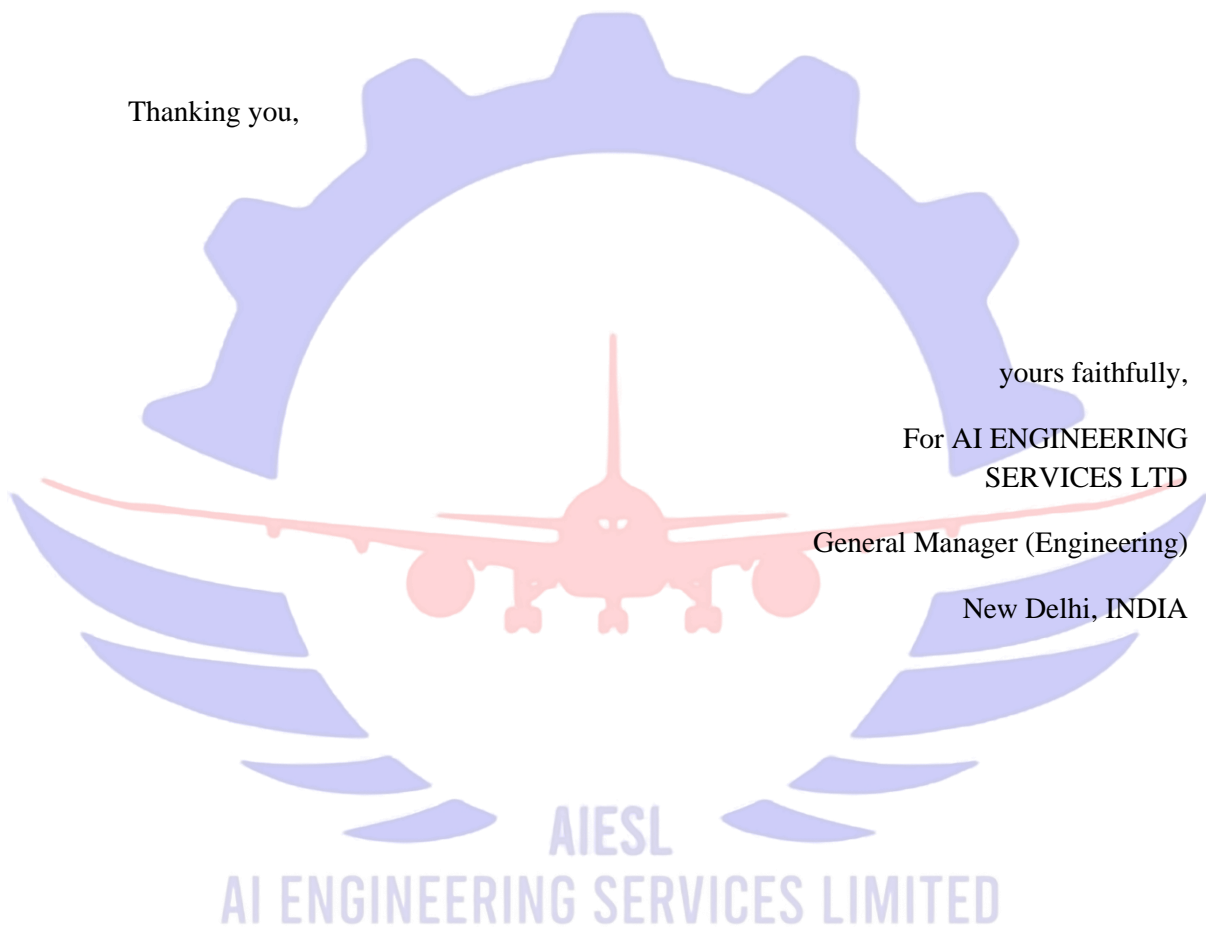 Thanking you,
yours faithfully,
For AI ENGINEERING
SERVICES LTD
General Manager (Engineering)
New Delhi, INDIA
AIESL
AI ENGINEERING SERVICES LIMITED